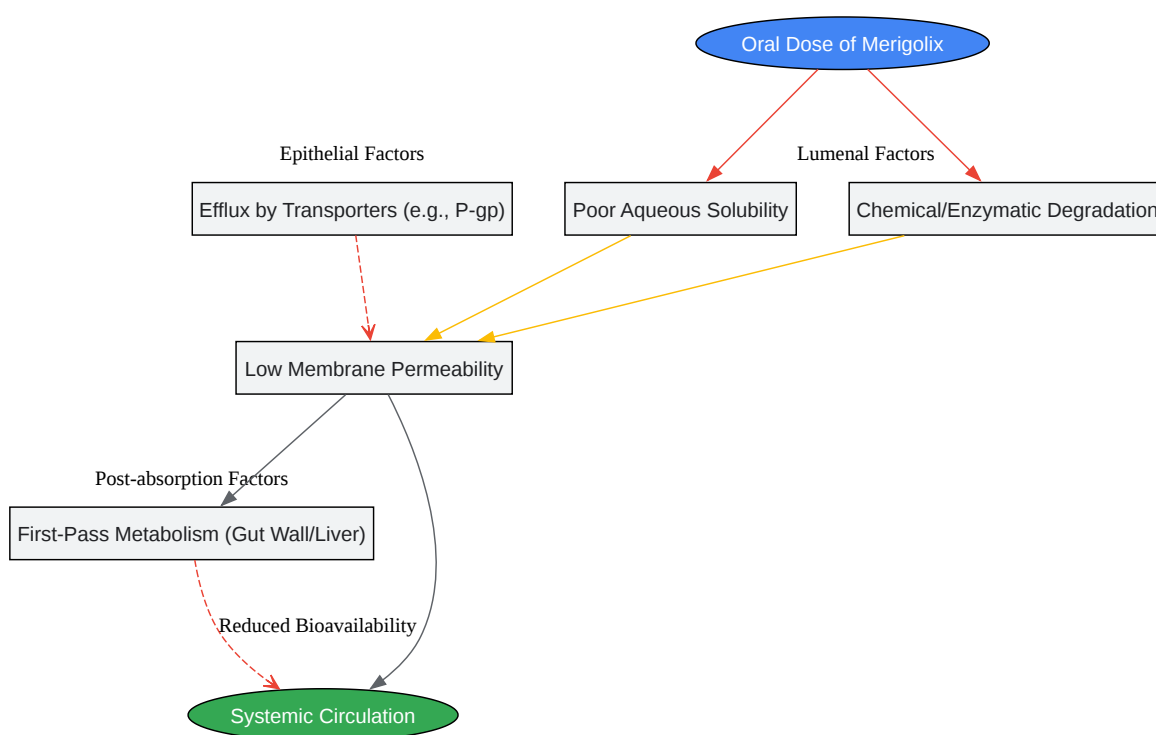 Oral Dose of Merigolix
Epithelial Factors
Lumenal Factors
Efflux by Transporters (e.g., P-gp)
Poor Aqueous Solubility
Chemical/Enzymatic Degradation
Low Membrane Permeability
Post-absorption Factors
First-Pass Metabolism (Gut Wall/Liver)
Reduced Bioavailability
Systemic Circulation